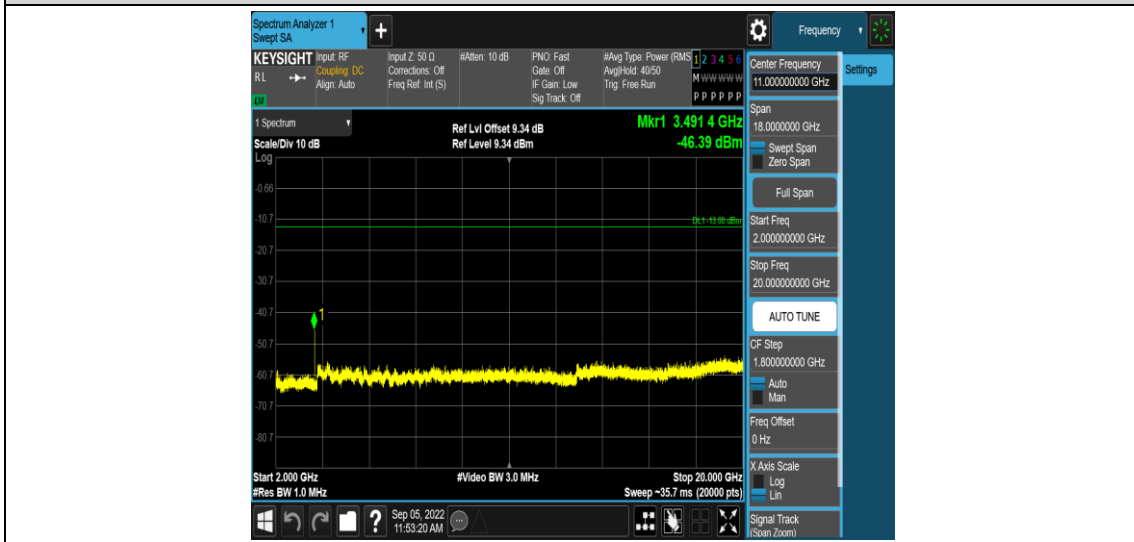 Spectrum Analyzer 1
Swept SA
+
Frequency
KEYSIGHT
RL
LXI
Input: RF
Coupling: DC
Align: Auto
Input Z: 50 Ω
Corrections: Off
Freq Ref: Int (S)
#Atten: 10 dB
PNO: Fast
Gate: Off
IF Gain: Low
Sig Track: Off
#Avg Type: Power (RMS
Avg|Hold: 40/50
Trig: Free Run
1 2 3 4 5 6
M W W W W W
P P P P P P
Center Frequency
11.000000000 GHz
Settings
1 Spectrum
Scale/Div 10 dB
Log
Ref Lvl Offset 9.34 dB
Ref Level 9.34 dBm
Mkr1 3.491 4 GHz
-46.39 dBm
-0.66
-10.7
-20.7
-30.7
-40.7
-50.7
-60.7
-70.7
-80.7
DL1 -13.00 dBm
1
Start 2.000 GHz
#Res BW 1.0 MHz
#Video BW 3.0 MHz
Stop 20.000 GHz
Sweep ~35.7 ms (20000 pts)
Span
18.0000000 GHz
Swept Span
Zero Span
Full Span
Start Freq
2.000000000 GHz
Stop Freq
20.000000000 GHz
AUTO TUNE
CF Step
1.800000000 GHz
Auto
Man
Freq Offset
0 Hz
X Axis Scale
Log
Lin
Signal Track
(Span Zoom)
?
Sep 05, 2022
11:53:20 AM